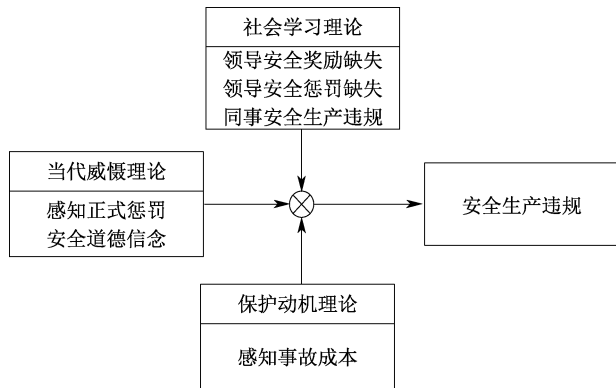 社会学习理论
领导安全奖励缺失
领导安全惩罚缺失
同事安全生产违规
当代威慑理论
感知正式惩罚
安全道德信念
安全生产违规
保护动机理论
感知事故成本